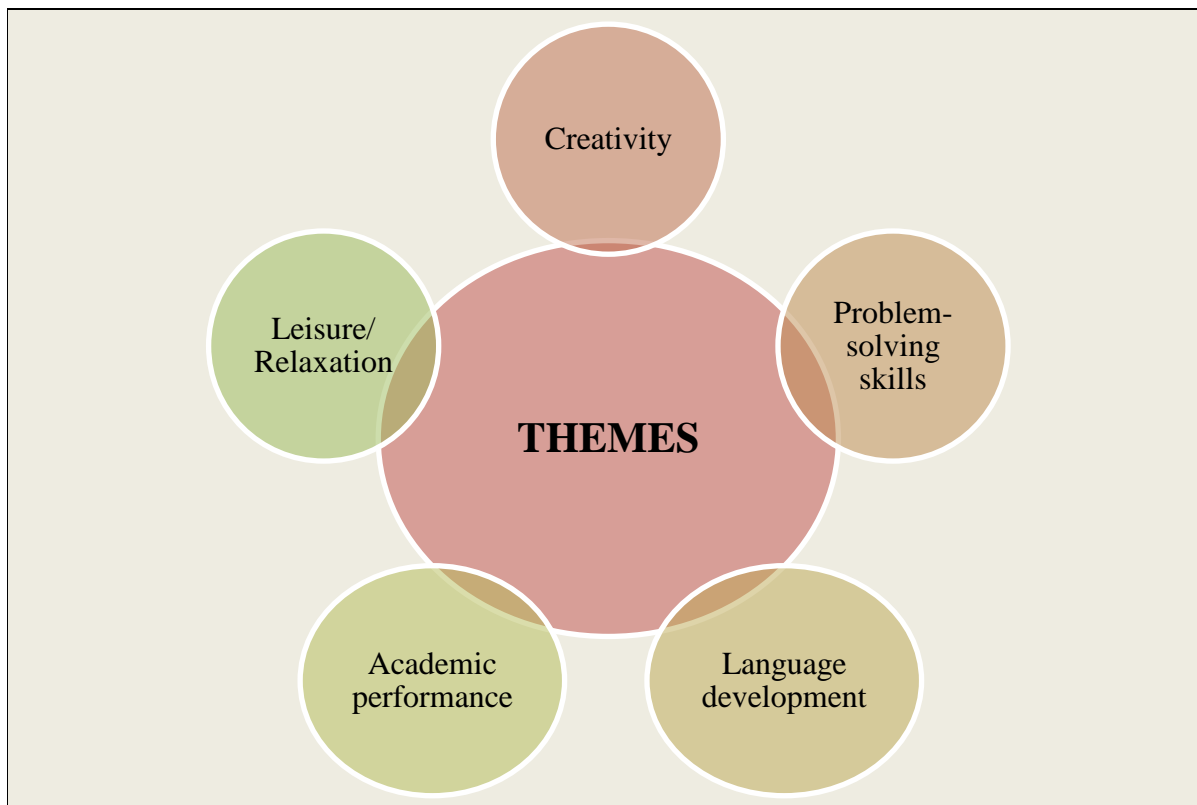 Creativity
Problem-
solving
skills
Leisure/
Relaxation
THEMES
Academic
performance
Language
development